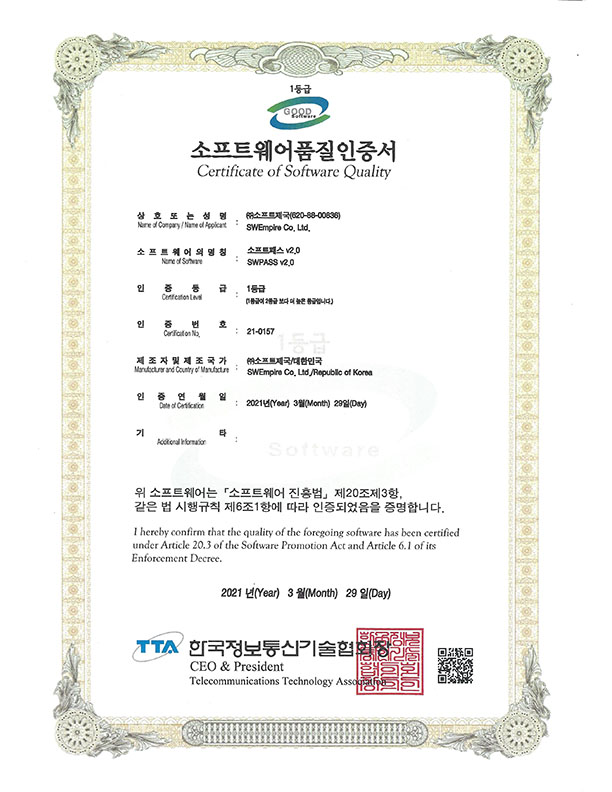 1등급
GOOD
Software
소프트웨어품질인증서
Certificate of Software Quality
상호또는성명
Name of Company / Name of Applicant
:
㈜소프트제국(620-88-00836)
SWEmpire Co. Ltd.
소프트웨어의명칭
Name of Software
:
소프트패스 v2.0
SWPASS v2.0
인증등급
Certification Level
:
1등급
(1등급이 2등급 보다 더 높은 등급입니다.)
인증번호
Certification No.
:
21-0157
1등급
제조자및제조국가
Manufacturer and Country of Manufacture
:
㈜소프트제국/대한민국
SWEmpire Co. Ltd./Republic of Korea
인증연월일
Date of Certification
:
2021년(Year) 3월(Month) 29일(Day)
기타
Additional Information
:
Software
위 소프트웨어는 「소프트웨어 진흥법」 제20조제3항,
같은 법 시행규칙 제6조1항에 따라 인증되었음을 증명합니다.
I hereby confirm that the quality of the foregoing software has been certified
under Article 20.3 of the Software Promotion Act and Article 6.1 of its
Enforcement Decree.
2021 년(Year) 3 월(Month) 29 일(Day)
TTA 한국정보통신기술협회장
CEO & President
Telecommunications Technology Association